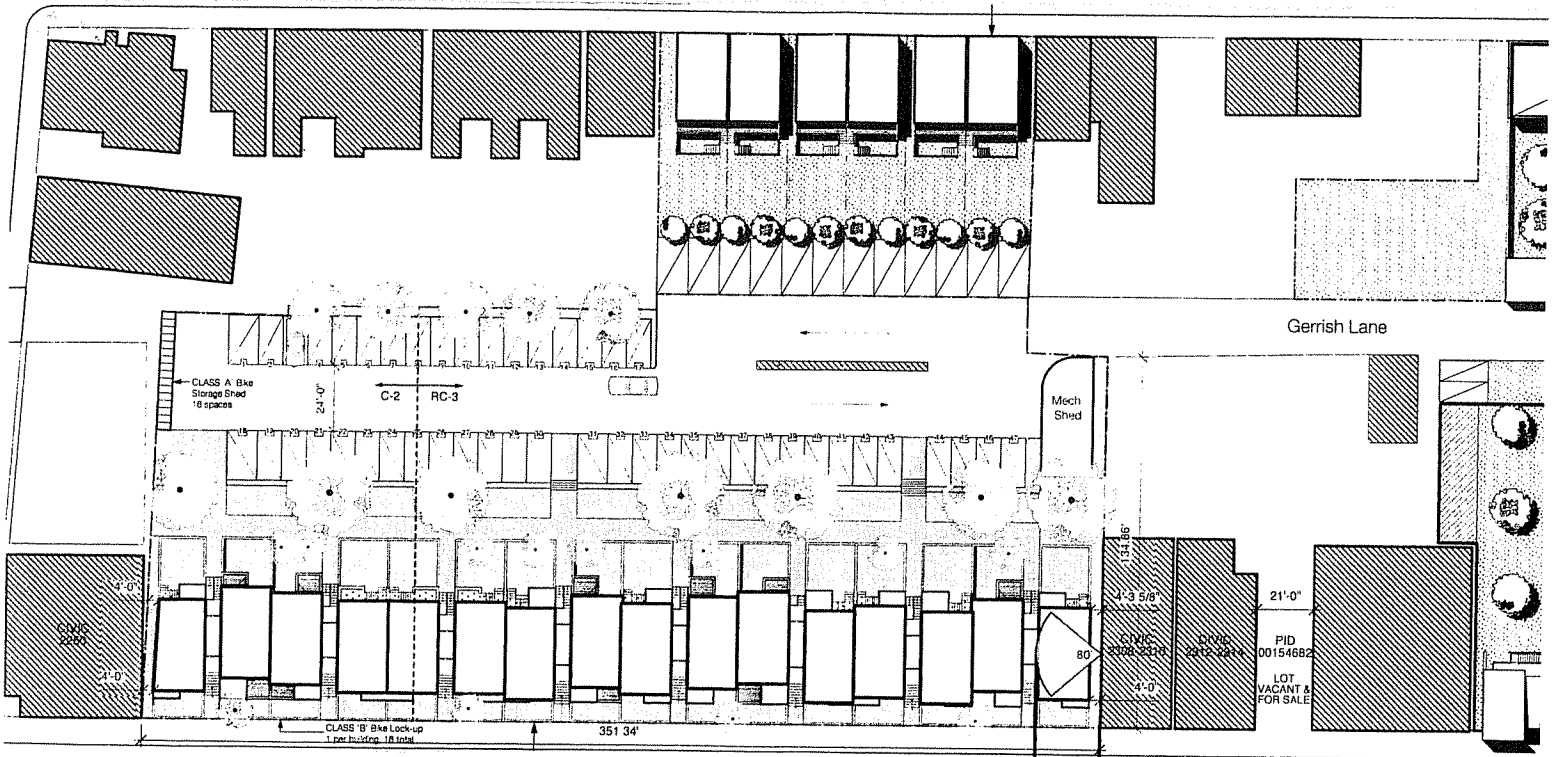 Gerrish Lane
CLASS 'A' Bike
Storage Shed
18 spaces
24'-0"
C-2
RC-3
Mech
Shed
134.86'
4'-0"
4'-0"
CIVIC
2250
4'-3 5/8"
21'-0"
CIVIC
2308-2310
CIVIC
2312-2314
PID
00154682
80'
4'-0"
LOT
VACANT &
FOR SALE
CLASS 'B' Bike Lock-up
1 per building, 18 total
351 34'